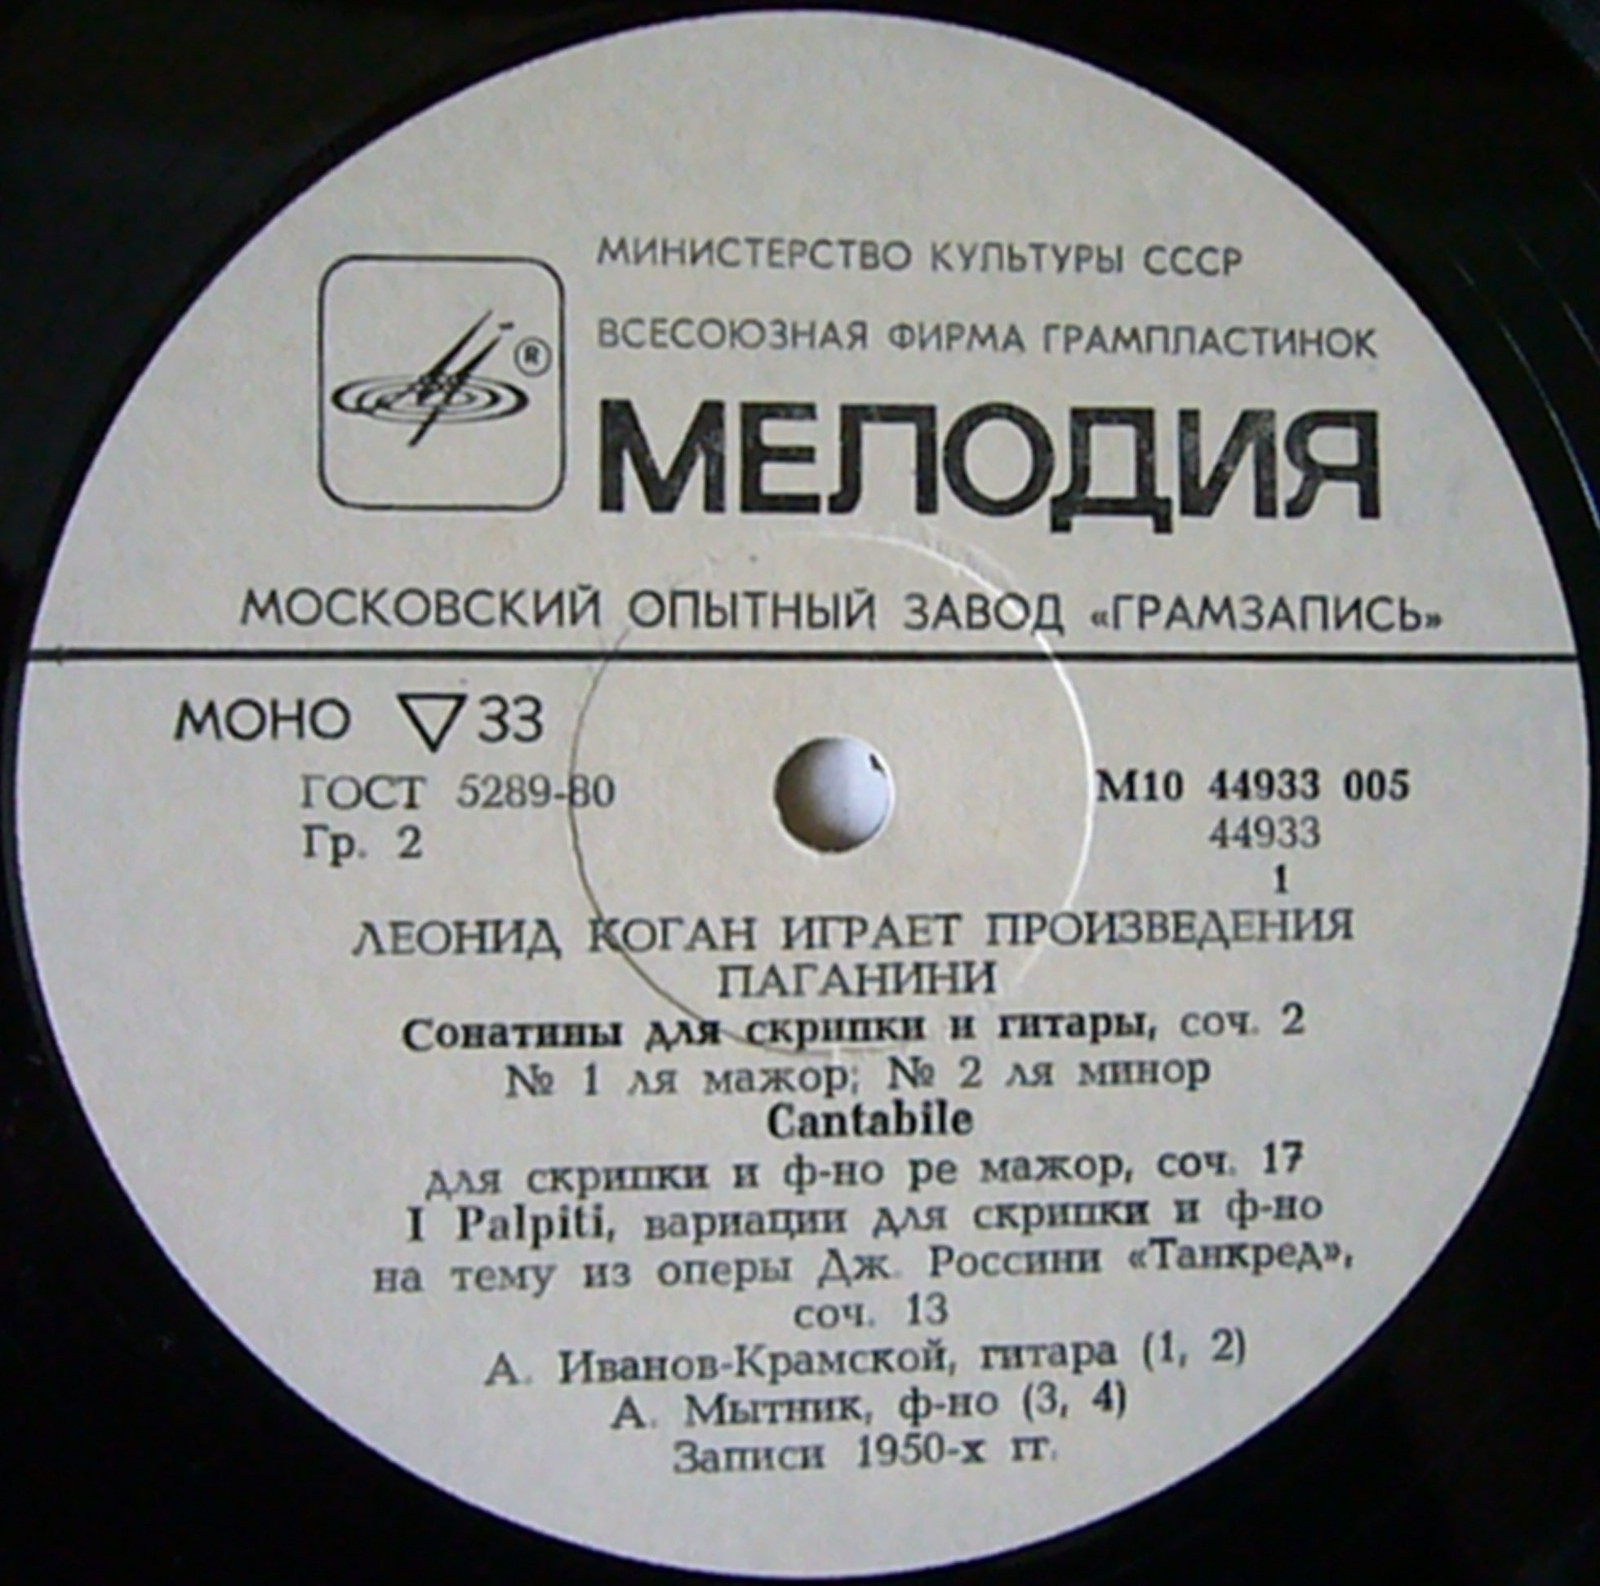 МИНИСТЕРСТВО КУЛЬТУРЫ СССР
ВСЕСОЮЗНАЯ ФИРМА ГРАМПЛАСТИНОК
®
МЕЛОДИЯ
МОСКОВСКИЙ ОПЫТНЫЙ ЗАВОД «ГРАМЗАПИСЬ»
МОНО ▽ 33
ГОСТ 5289-80
Гр. 2
М10 44933 005
44933
1
ЛЕОНИД КОГАН ИГРАЕТ ПРОИЗВЕДЕНИЯ
ПАГАНИНИ
Сонатины для скрипки и гитары, соч. 2
№ 1 ля мажор; № 2 ля минор
Cantabile
для скрипки и ф-но ре мажор, соч. 17
I Palpiti, вариации для скрипки и ф-но
на тему из оперы Дж. Россини «Танкред»,
соч. 13
А. Иванов-Крамской, гитара (1, 2)
А. Мытник, ф-но (3, 4)
Записи 1950-х гг.